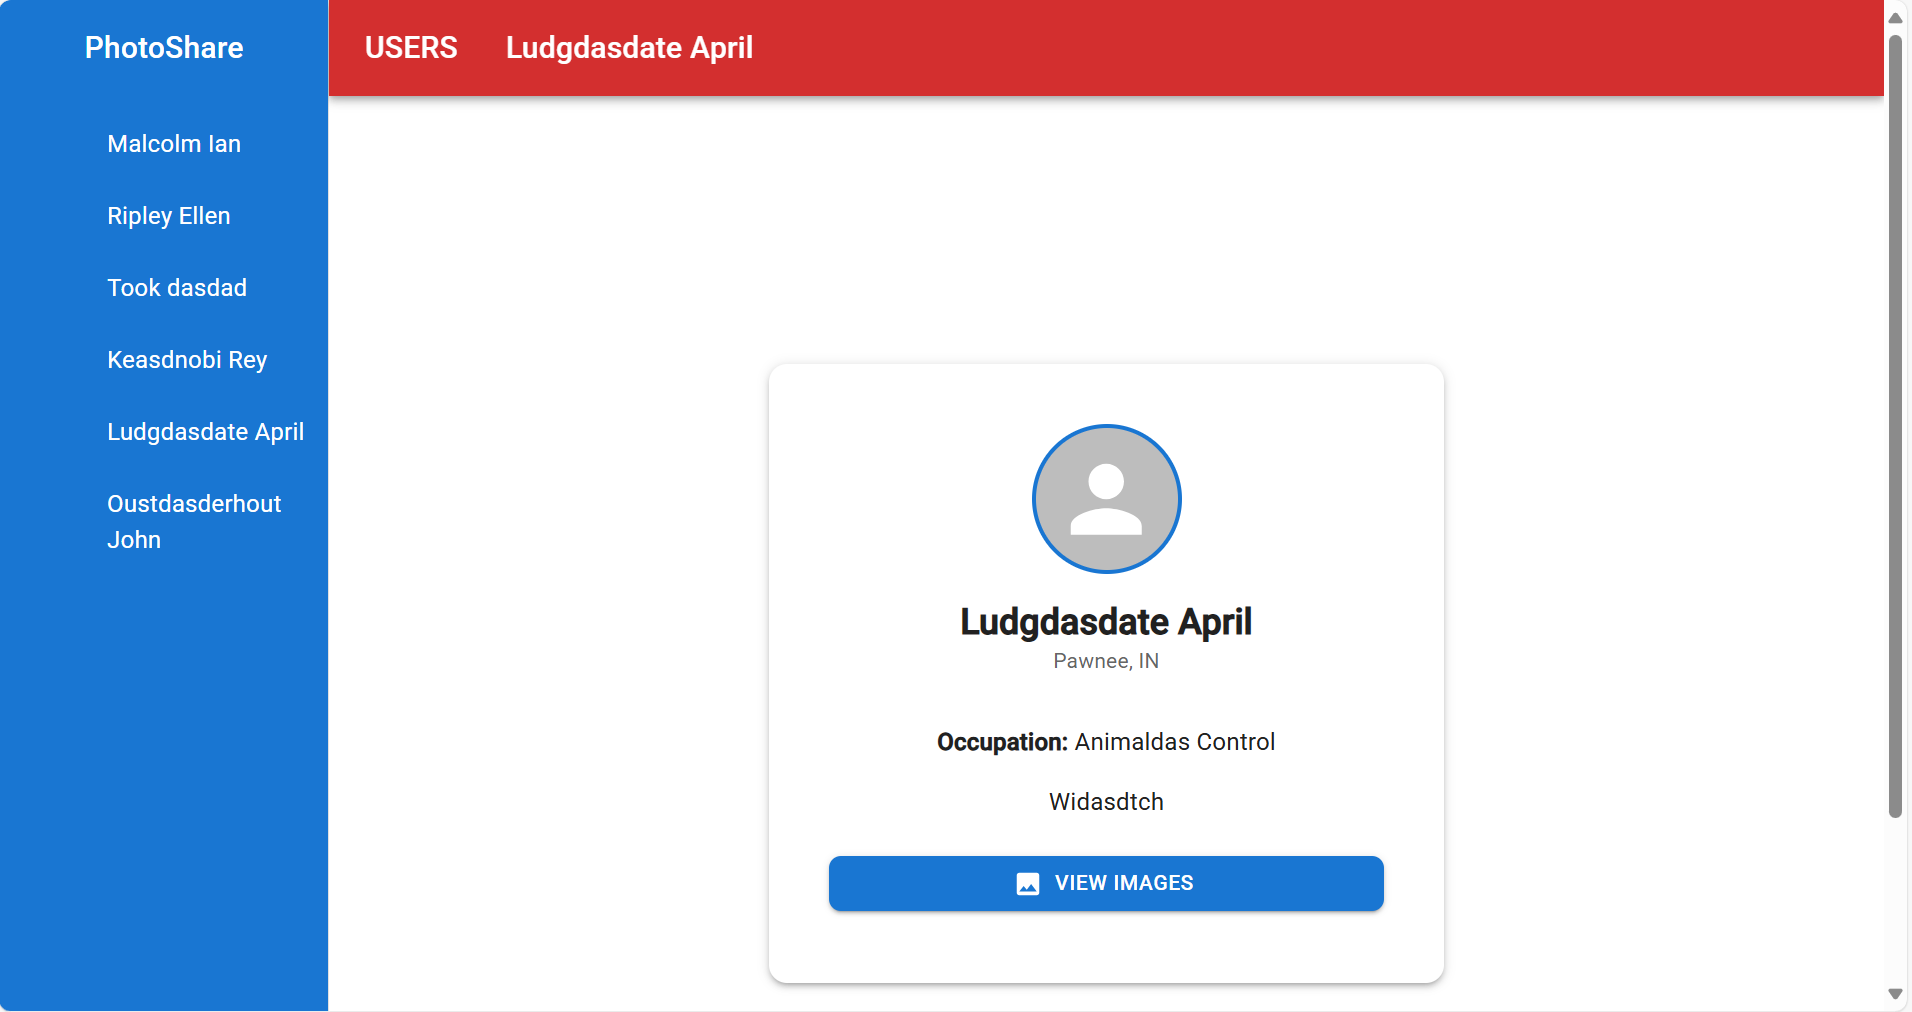 PhotoShare
Malcolm Ian
Ripley Ellen
Took dasdad
Keasdnobi Rey
Ludgdasdate April
Oustdasderhout
John
USERS Ludgdasdate April
Ludgdasdate April
Pawnee, IN
Occupation: Animaldas Control
Widasdtch
VIEW IMAGES